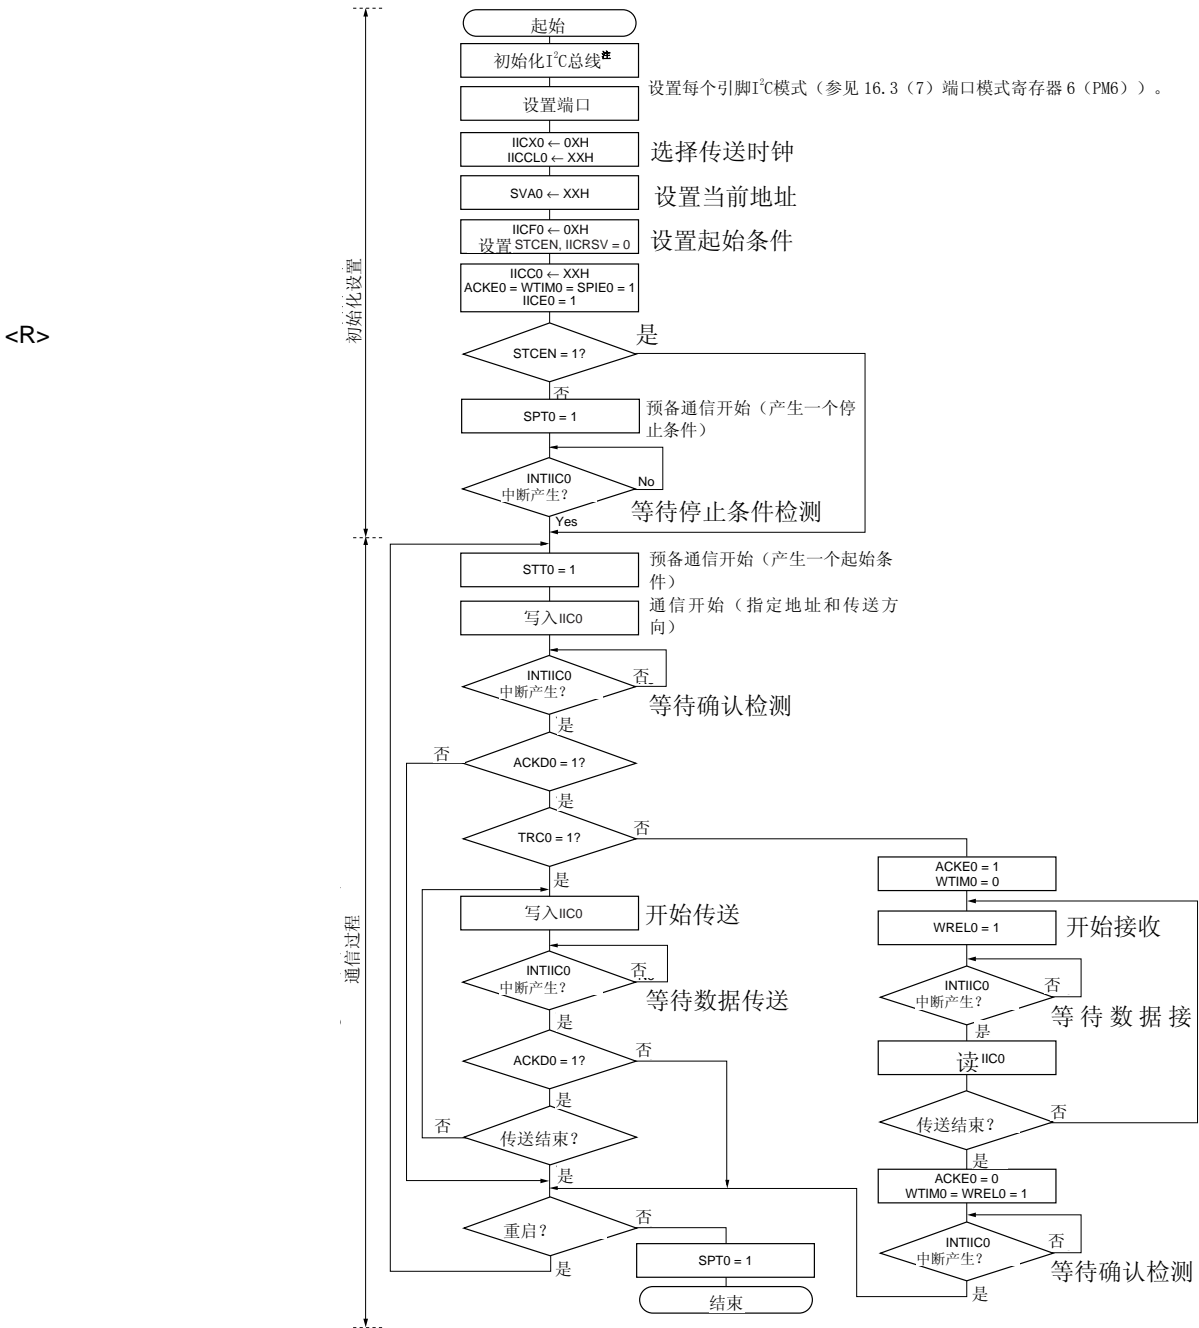 起始
初始化I²C总线注
设置每个引脚I²C模式（参见 16.3（7）端口模式寄存器 6（PM6））。
设置端口
IICX0 ← 0XH
IICCL0 ← XXH
选择传送时钟
SVA0 ← XXH
设置当前地址
IICF0 ← 0XH
设置 STCEN, IICRSV = 0
设置起始条件
IICC0 ← XXH
ACKE0 = WTIM0 = SPIE0 = 1
IICE0 = 1
初始化设置
<R>
是
STCEN = 1?
否
SPT0 = 1
预备通信开始（产生一个停
止条件）
INTIIC0
中断产生？
No
等待停止条件检测
Yes
STT0 = 1
预备通信开始（产生一个起始条
件）
写入IIC0
通信开始（指定地址和传送方
向）
INTIIC0
中断产生？
否
等待确认检测
是
否
ACKD0 = 1?
是
TRC0 = 1?
否
是
ACKE0 = 1
WTIM0 = 0
写入IIC0
开始传送
WREL0 = 1
开始接收
通信过程
INTIIC0
中断产生？
否
等待数据传送
INTIIC0
中断产生？
否
等待数据接
是
是
ACKD0 = 1?
否
读IIC0
是
传送结束？
否
传送结束？
否
是
是
ACKE0 = 0
WTIM0 = WREL0 = 1
重启？
否
是
SPT0 = 1
INTIIC0
中断产生？
否
等待确认检测
是
结束